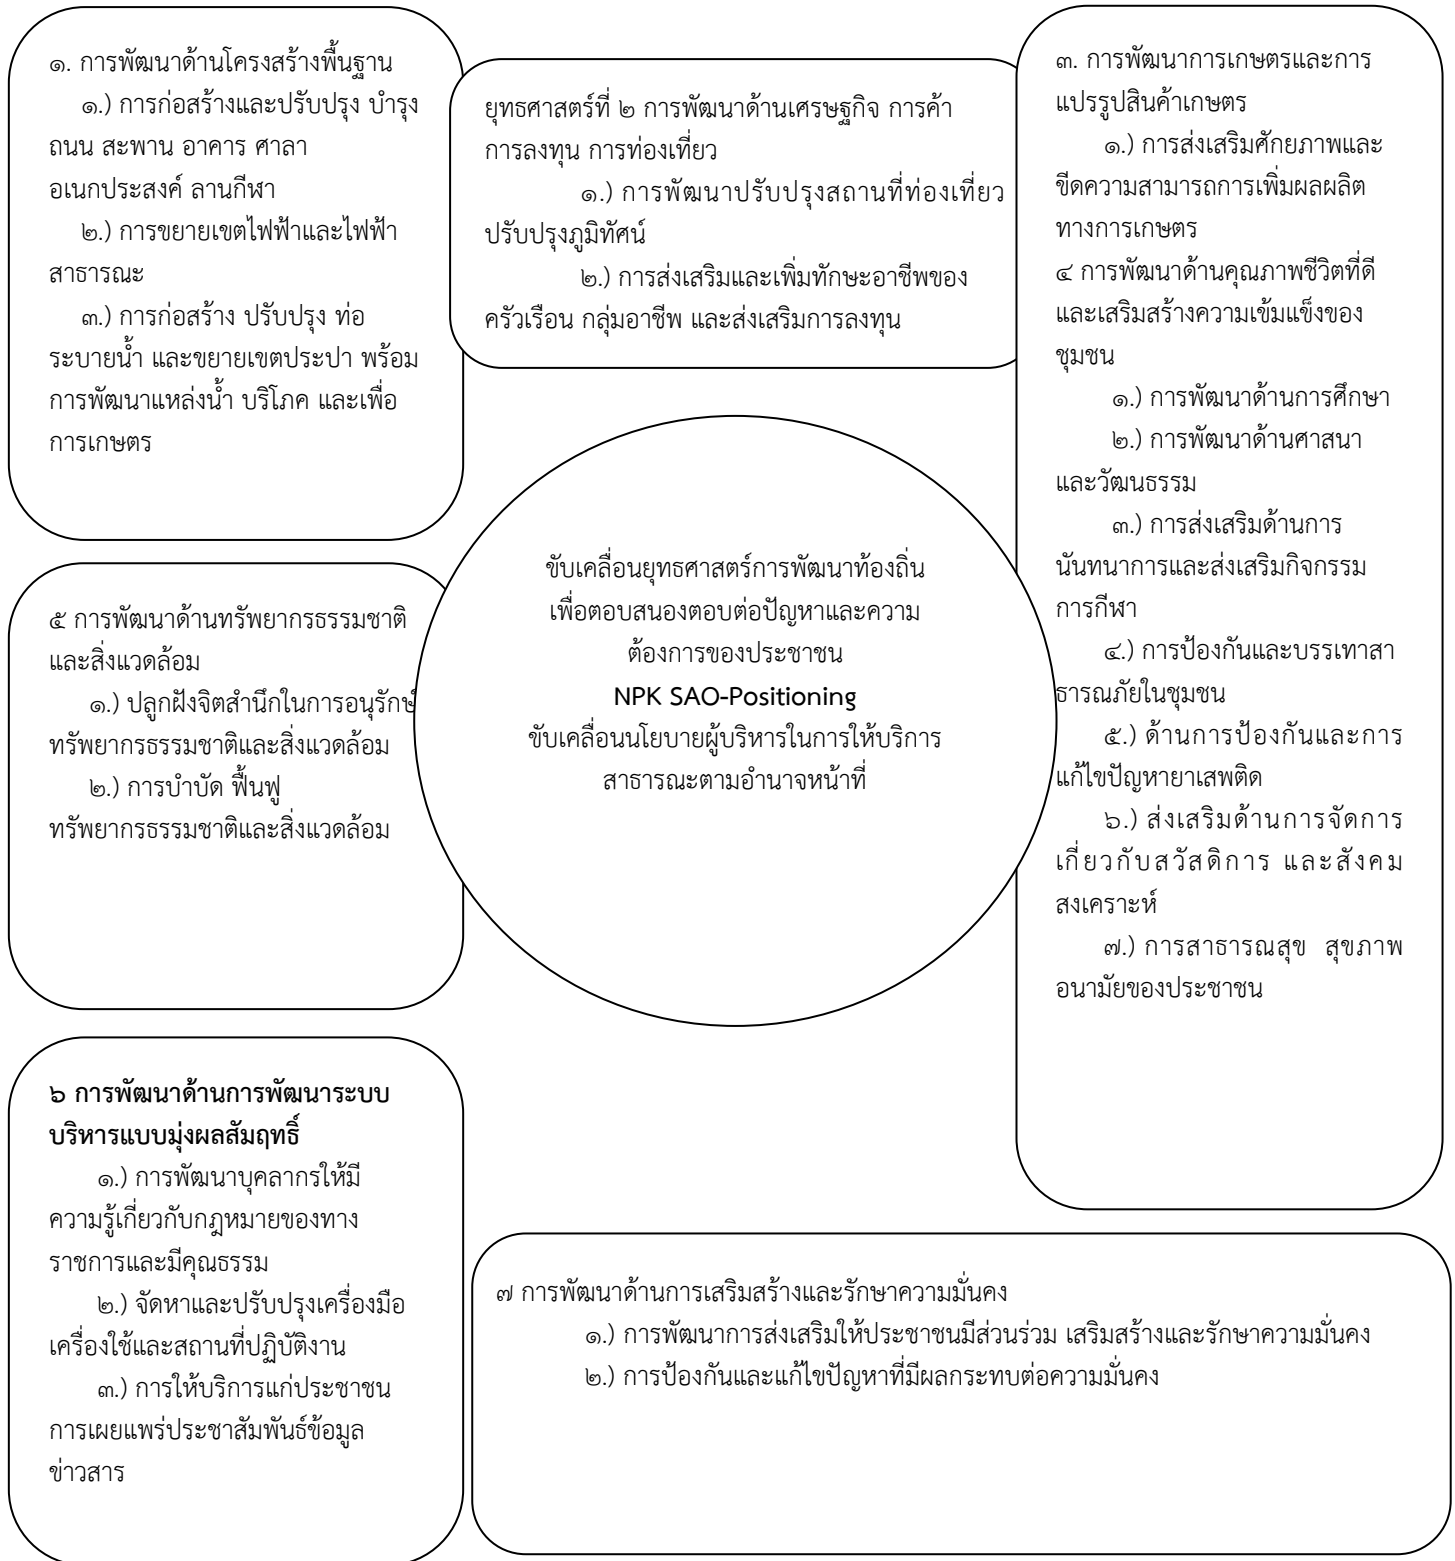 ๑. การพัฒนาด้านโครงสร้างพื้นฐาน
๑.) การก่อสร้างและปรับปรุง บำรุง
ถนน สะพาน อาคาร ศาลา
อเนกประสงค์ ลานกีฬา
๒.) การขยายเขตไฟฟ้าและไฟฟ้า
สาธารณะ
๓.) การก่อสร้าง ปรับปรุง ท่อ
ระบายน้ำ และขยายเขตประปา พร้อม
การพัฒนาแหล่งน้ำ บริโภค และเพื่อ
การเกษตร
ยุทธศาสตร์ที่ ๒ การพัฒนาด้านเศรษฐกิจ การค้า
การลงทุน การท่องเที่ยว
๑.) การพัฒนาปรับปรุงสถานที่ท่องเที่ยว
ปรับปรุงภูมิทัศน์
๒.) การส่งเสริมและเพิ่มทักษะอาชีพของ
ครัวเรือน กลุ่มอาชีพ และส่งเสริมการลงทุน
๓. การพัฒนาการเกษตรและการ
แปรรูปสินค้าเกษตร
๑.) การส่งเสริมศักยภาพและ
ขีดความสามารถการเพิ่มผลผลิต
ทางการเกษตร
๔ การพัฒนาด้านคุณภาพชีวิตที่ดี
และเสริมสร้างความเข้มแข็งของ
ชุมชน
๑.) การพัฒนาด้านการศึกษา
๒.) การพัฒนาด้านศาสนา
และวัฒนธรรม
๓.) การส่งเสริมด้านการ
นันทนาการและส่งเสริมกิจกรรม
การกีฬา
๔.) การป้องกันและบรรเทาสา
ธารณภัยในชุมชน
๕.) ด้านการป้องกันและการ
แก้ไขปัญหายาเสพติด
๖.) ส่งเสริมด้านการจัดการ
เกี่ยวกับสวัสดิการ และสังคม
สงเคราะห์
๗.) การสาธารณสุข สุขภาพ
อนามัยของประชาชน
ขับเคลื่อนยุทธศาสตร์การพัฒนาท้องถิ่น
เพื่อตอบสนองตอบต่อปัญหาและความ
ต้องการของประชาชน
NPK SAO-Positioning
ขับเคลื่อนนโยบายผู้บริหารในการให้บริการ
สาธารณะตามอำนาจหน้าที่
๕ การพัฒนาด้านทรัพยากรธรรมชาติ
และสิ่งแวดล้อม
๑.) ปลูกฝังจิตสำนึกในการอนุรักษ์
ทรัพยากรธรรมชาติและสิ่งแวดล้อม
๒.) การบำบัด ฟื้นฟู
ทรัพยากรธรรมชาติและสิ่งแวดล้อม
๖ การพัฒนาด้านการพัฒนาระบบ
บริหารแบบมุ่งผลสัมฤทธิ์
๑.) การพัฒนาบุคลากรให้มี
ความรู้เกี่ยวกับกฎหมายของทาง
ราชการและมีคุณธรรม
๒.) จัดหาและปรับปรุงเครื่องมือ
เครื่องใช้และสถานที่ปฏิบัติงาน
๓.) การให้บริการแก่ประชาชน
การเผยแพร่ประชาสัมพันธ์ข้อมูล
ข่าวสาร
๗ การพัฒนาด้านการเสริมสร้างและรักษาความมั่นคง
๑.) การพัฒนาการส่งเสริมให้ประชาชนมีส่วนร่วม เสริมสร้างและรักษาความมั่นคง
๒.) การป้องกันและแก้ไขปัญหาที่มีผลกระทบต่อความมั่นคง